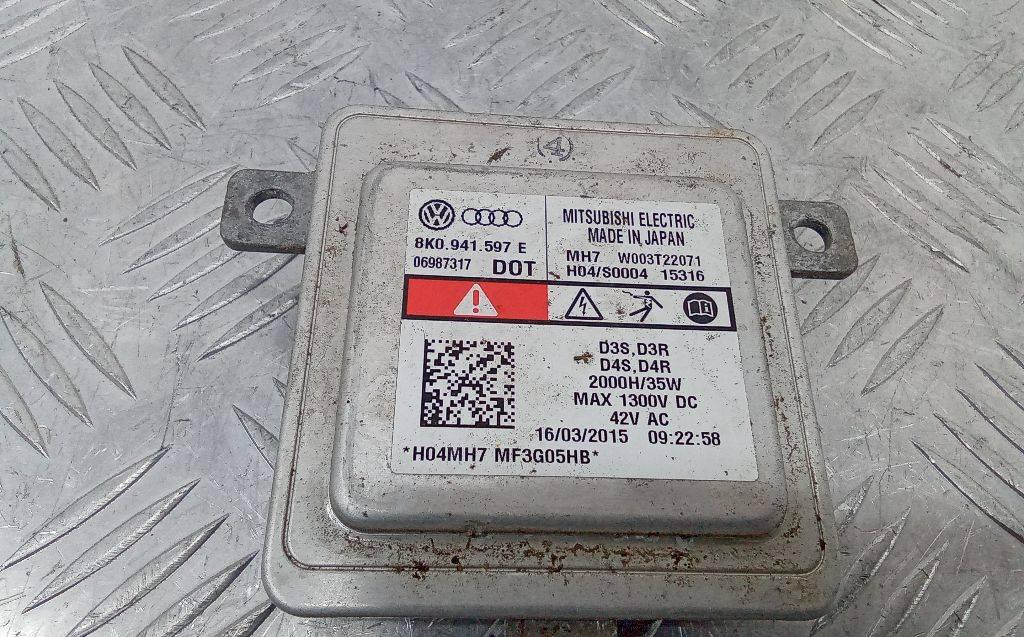 (4)
8K0.941.597 E
06987317 DOT
MITSUBISHI ELECTRIC
MADE IN JAPAN
MH7 W003T22071
H04/S0004 15316
D3S,D3R
D4S,D4R
2000H/35W
MAX 1300V DC
42V AC
16/03/2015 09:22:58
*H04MH7 MF3G05HB*